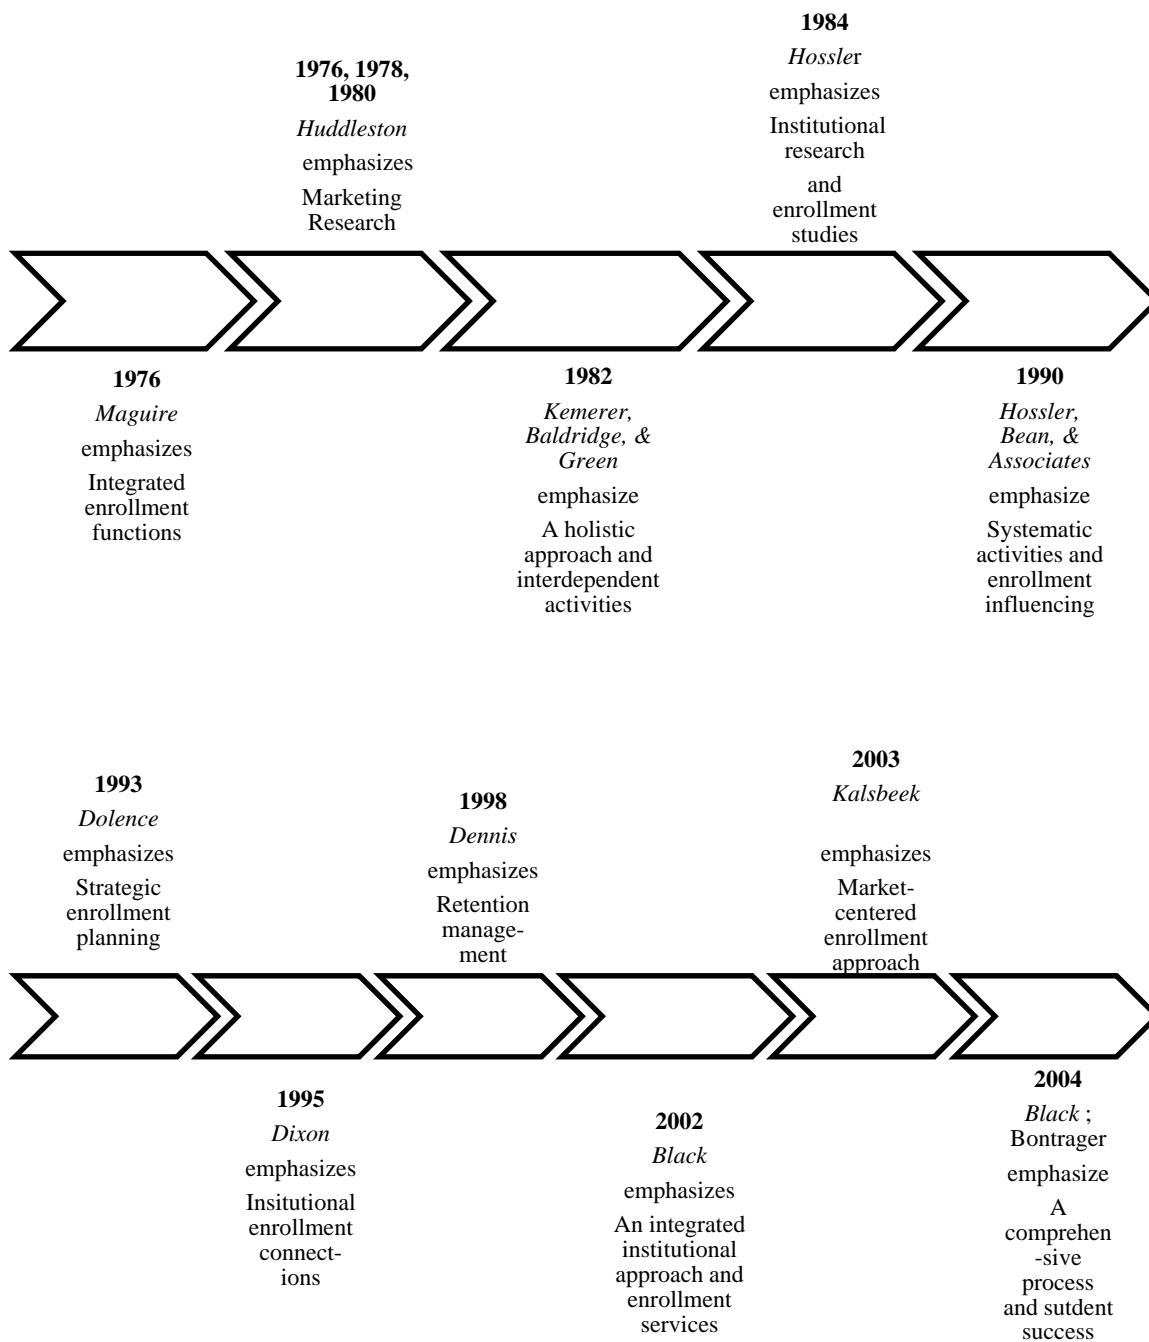 1976
Maguire
emphasizes
Integrated
enrollment
functions
1976, 1978,
1980
Huddleston
emphasizes
Marketing
Research
1982
Kemerer,
Baldridge, &
Green
emphasize
A holistic
approach and
interdependent
activities
1984
Hossler
emphasizes
Institutional
research
and
enrollment
studies
1990
Hossler,
Bean, &
Associates
emphasize
Systematic
activities and
enrollment
influencing
1993
Dolence
emphasizes
Strategic
enrollment
planning
1995
Dixon
emphasizes
Insitutional
enrollment
connect-
ions
1998
Dennis
emphasizes
Retention
manage-
ment
2002
Black
emphasizes
An integrated
institutional
approach and
enrollment
services
2003
Kalsbeek
emphasizes
Market-
centered
enrollment
approach
2004
Black ;
Bontrager
emphasize
A
comprehen
-sive
process
and sutdent
success